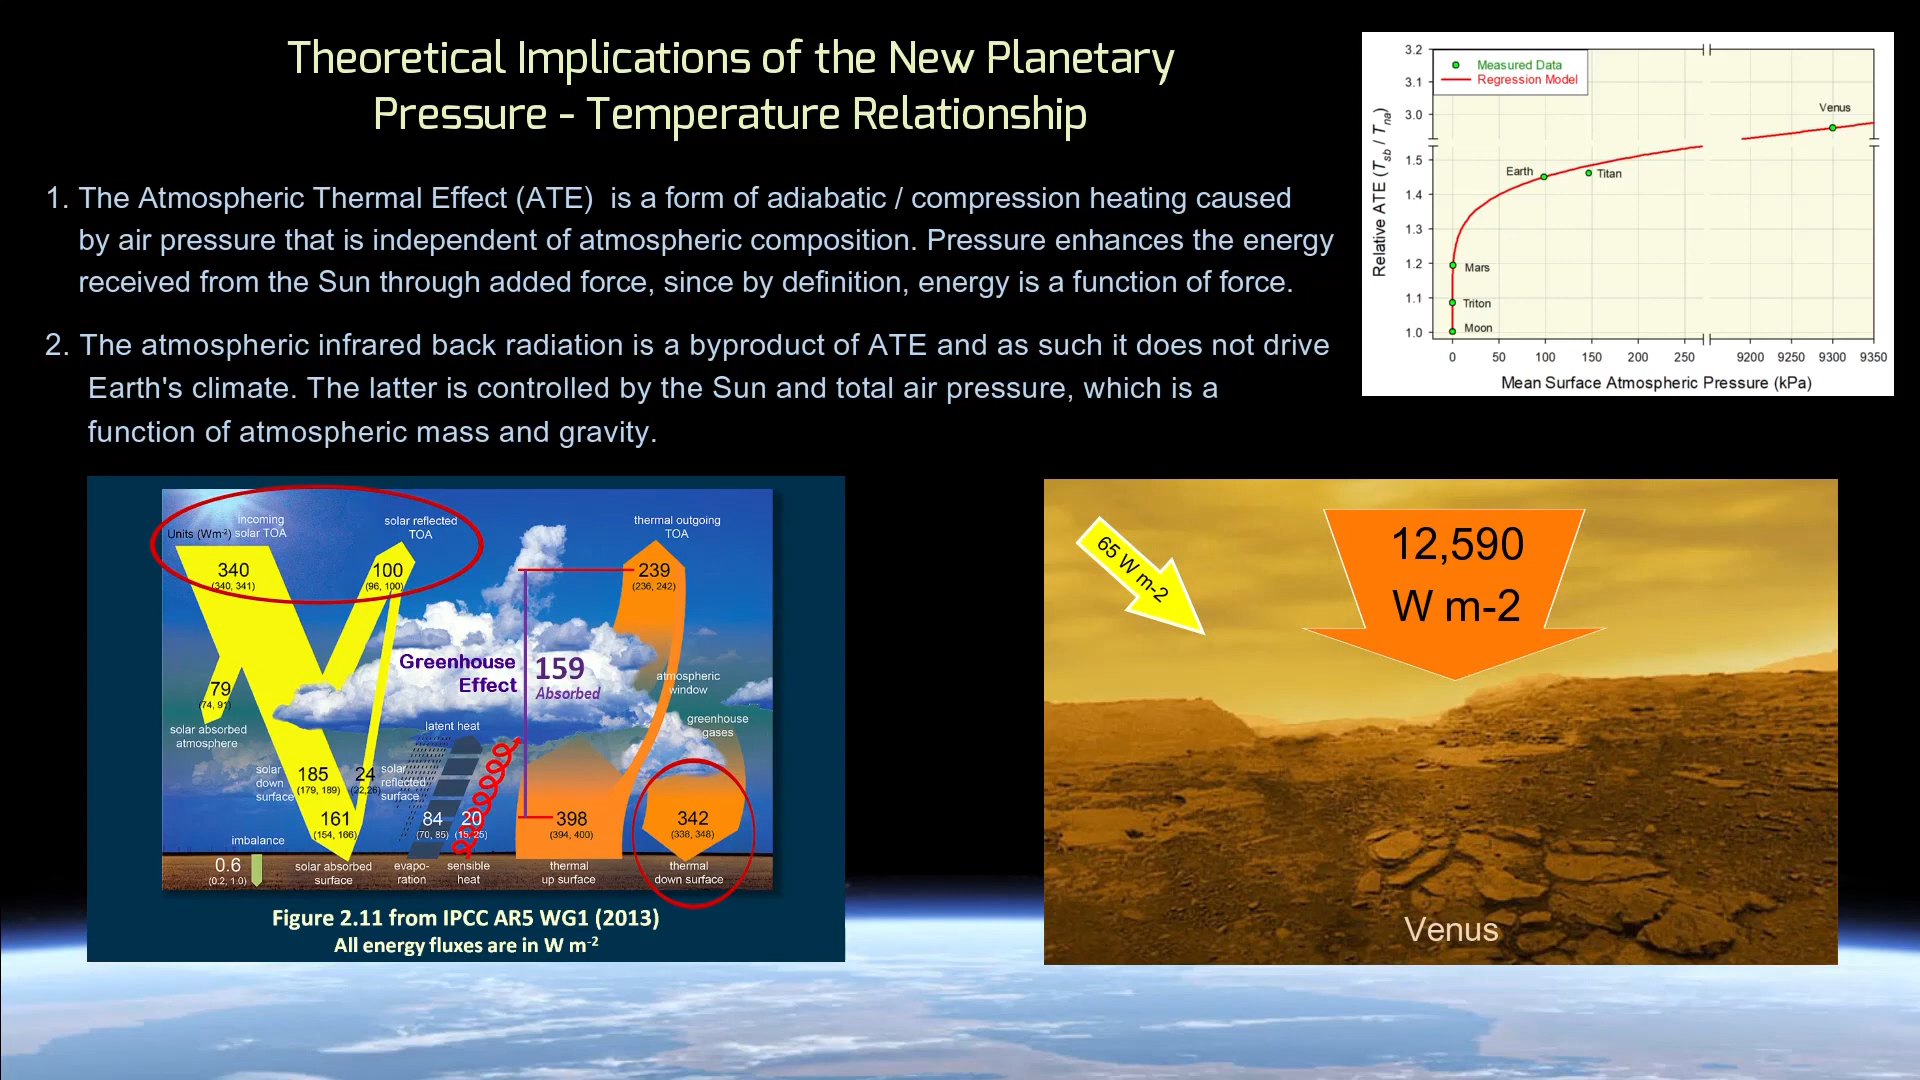 Theoretical Implications of the New Planetary
Pressure - Temperature Relationship
1. The Atmospheric Thermal Effect (ATE) is a form of adiabatic / compression heating caused
by air pressure that is independent of atmospheric composition. Pressure enhances the energy
received from the Sun through added force, since by definition, energy is a function of force.
2. The atmospheric infrared back radiation is a byproduct of ATE and as such it does not drive
Earth's climate. The latter is controlled by the Sun and total air pressure, which is a
function of atmospheric mass and gravity.
Measured Data
Regression Model
Relative ATE (Tsb / Tna)
3.2
3.1
3.0
1.5
1.4
1.3
1.2
1.1
1.0
Venus
Earth
Titan
Mars
Triton
Moon
0 50 100 150 200 250 9200 9250 9300 9350
Mean Surface Atmospheric Pressure (kPa)
Units (Wm-2)
incoming
solar TOA
340
(340, 341)
solar reflected
TOA
100
(96, 100)
thermal outgoing
TOA
239
(236, 242)
Greenhouse
Effect
159
Absorbed
atmospheric
window
79
(74, 91)
solar absorbed
atmosphere
latent heat
greenhouse
gases
solar
down
surface
185
(179, 189)
24
(22,26)
solar
reflected
surface
161
(154, 166)
84
(70, 85)
20
(15, 25)
398
(394, 400)
342
(338, 348)
imbalance
0.6
(0.2, 1.0)
solar absorbed
surface
evapo-
ration
sensible
heat
thermal
up surface
thermal
down surface
Figure 2.11 from IPCC AR5 WG1 (2013)
All energy fluxes are in W m-2
65 W m-2
12,590
W m-2
Venus